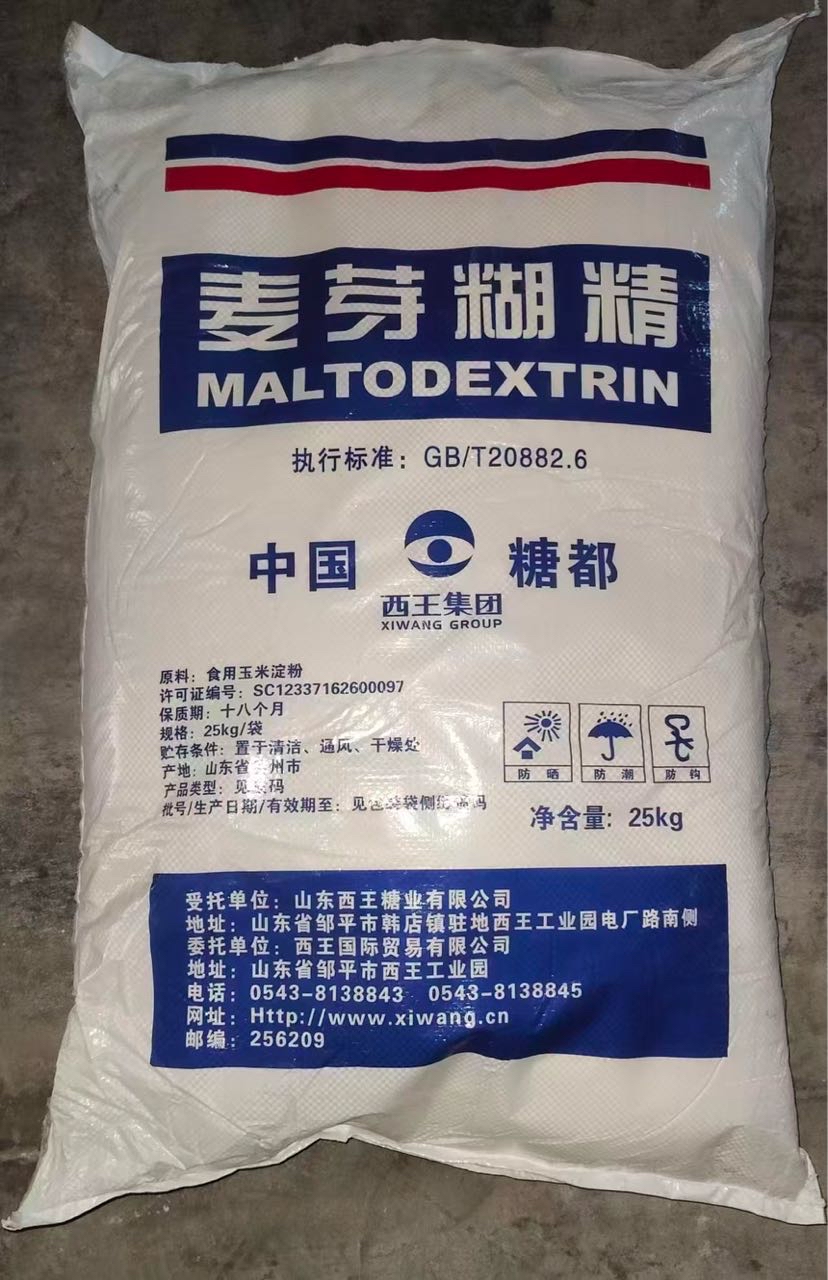 麦芽糊精
MALTODEXTRIN
执行标准：GB/T20882.6
中国 糖都
西王集团
XIWANG GROUP
原料：食用玉米淀粉
许可证编号：SC12337162600097
保质期：十八个月
规格：25kg/袋
贮存条件：置于清洁、通风、干燥处
产地：山东省 州市
产品类型：见 码
批号/生产日期/有效期至：见 袋侧 码
防晒 防潮 防钩
净含量：25kg
受托单位：山东西王糖业有限公司
地址：山东省邹平市韩店镇驻地西王工业园电厂路南侧
委托单位：西王国际贸易有限公司
地址：山东省邹平市西王工业园
电话：0543-8138843 0543-8138845
网址：Http://www.xiwang.cn
邮编：256209